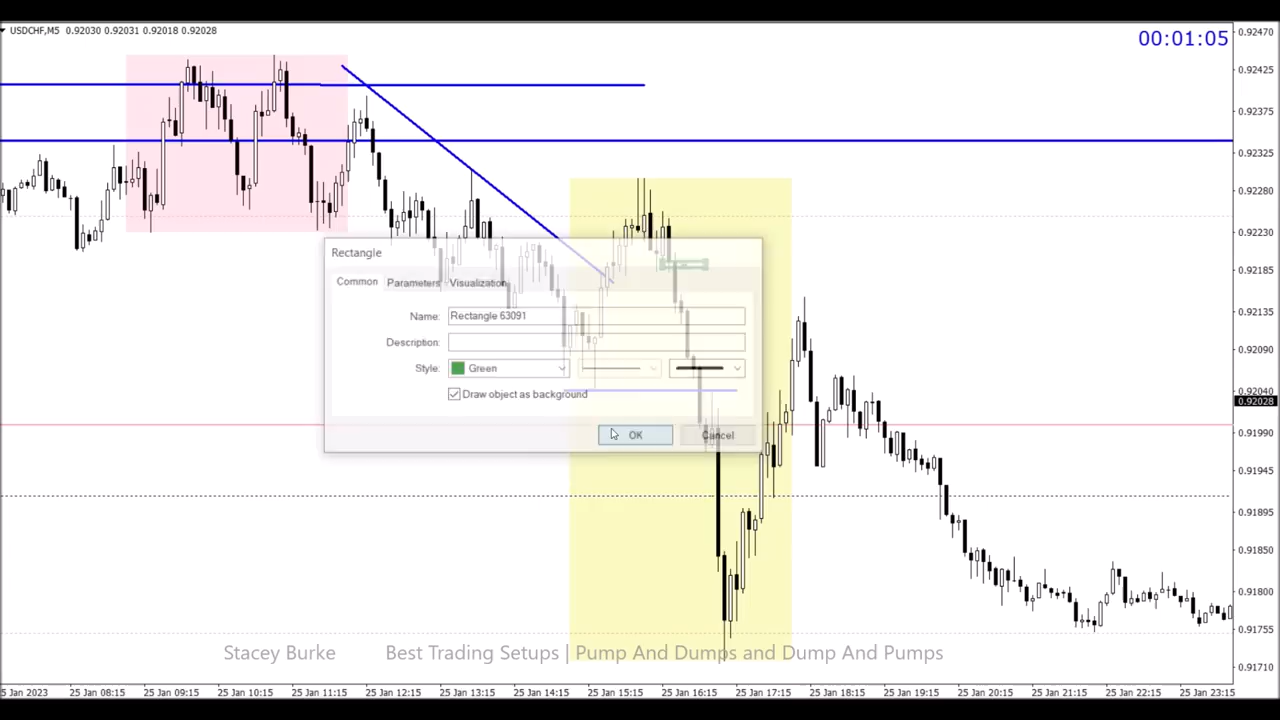 USDCHF,M5 0.92030 0.92031 0.92018 0.92028
00:01:05
0.92470
0.92425
0.92375
0.92325
0.92280
0.92230
0.92185
0.92135
0.92090
0.92040
0.92028
0.91990
0.91945
0.91895
0.91850
0.91800
0.91755
0.91710
Rectangle
Common Parameters Visualization
Name: Rectangle 63091
Description:
Style: Green
Draw object as background
OK Cancel
Stacey Burke Best Trading Setups | Pump And Dumps and Dump And Pumps
5 Jan 2023 25 Jan 08:15 25 Jan 09:15 25 Jan 10:15 25 Jan 11:15 25 Jan 12:15 25 Jan 13:15 25 Jan 14:15 25 Jan 15:15 25 Jan 16:15 25 Jan 17:15 25 Jan 18:15 25 Jan 19:15 25 Jan 20:15 25 Jan 21:15 25 Jan 22:15 25 Jan 23:15